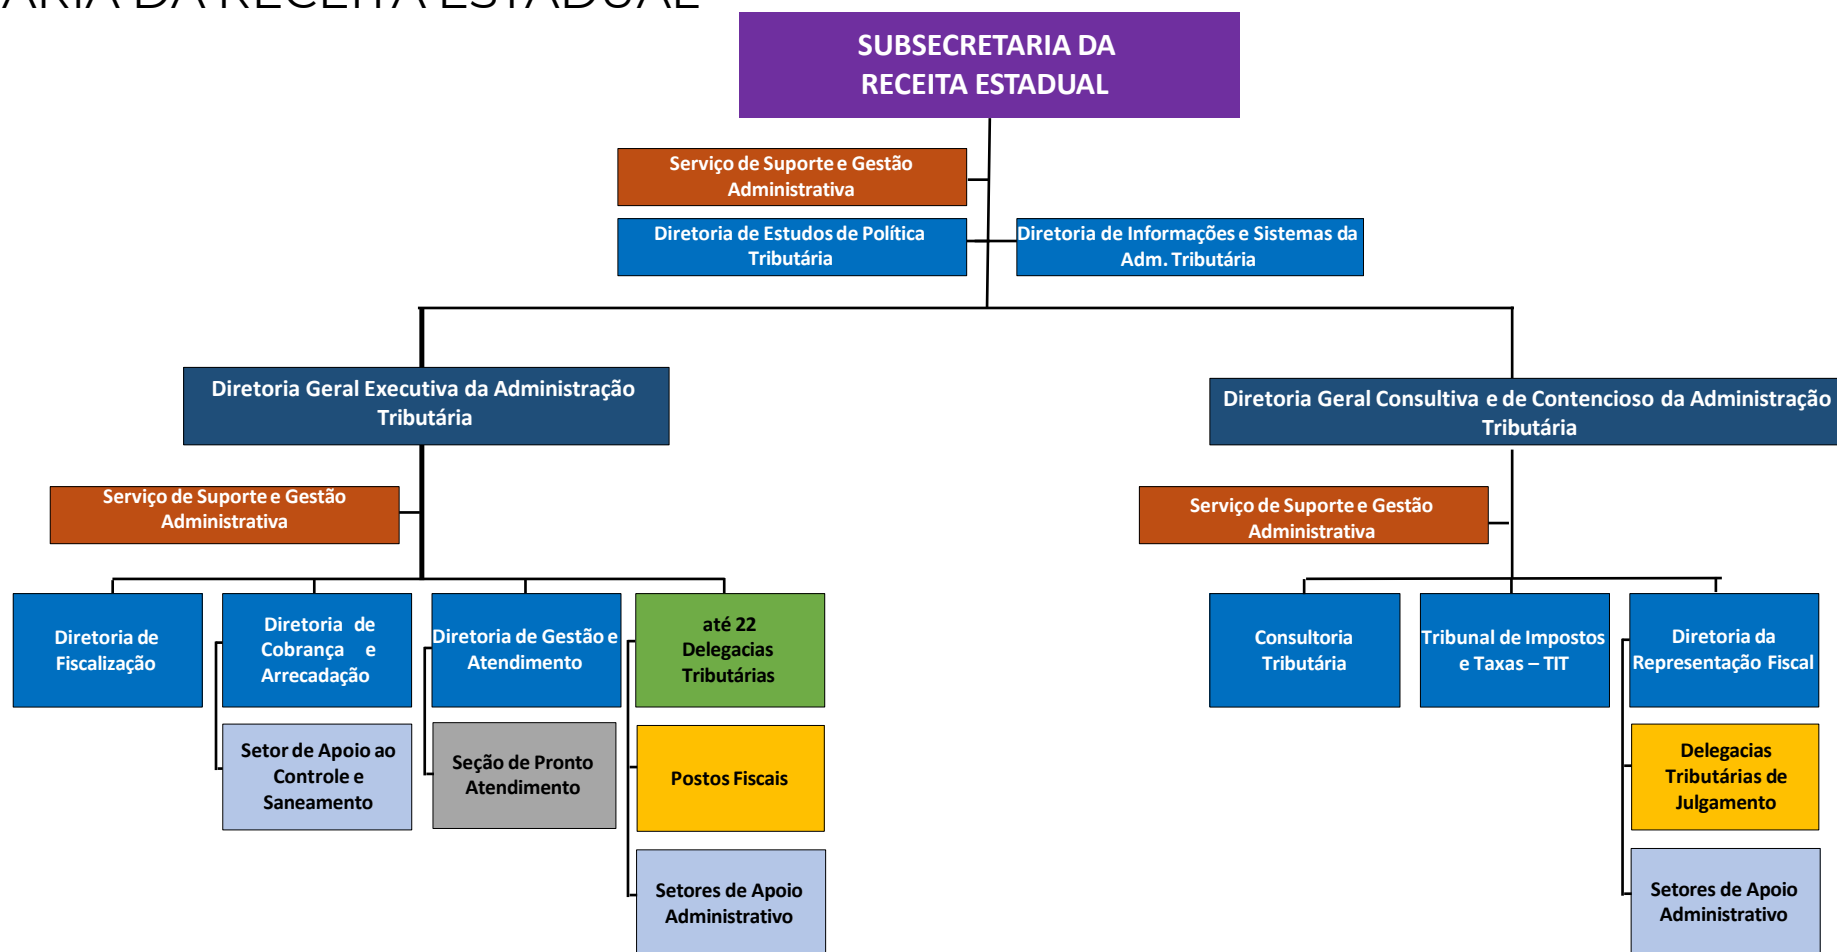 ARIA DA RECEITA ESTADUAL
SUBSECRETARIA DA
RECEITA ESTADUAL
Serviço de Suporte e Gestão
Administrativa
Diretoria de Estudos de Política
Tributária
Diretoria de Informações e Sistemas da
Adm. Tributária
Diretoria Geral Executiva da Administração
Tributária
Diretoria Geral Consultiva e de Contencioso da Administração
Tributária
Serviço de Suporte e Gestão
Administrativa
Serviço de Suporte e Gestão
Administrativa
Diretoria de
Fiscalização
Diretoria de
Cobrança e
Arrecadação
Diretoria de Gestão e
Atendimento
até 22
Delegacias
Tributárias
Consultoria
Tributária
Tribunal de Impostos
e Taxas – TIT
Diretoria da
Representação Fiscal
Setor de Apoio ao
Controle e
Saneamento
Seção de Pronto
Atendimento
Postos Fiscais
Delegacias
Tributárias de
Julgamento
Setores de Apoio
Administrativo
Setores de Apoio
Administrativo